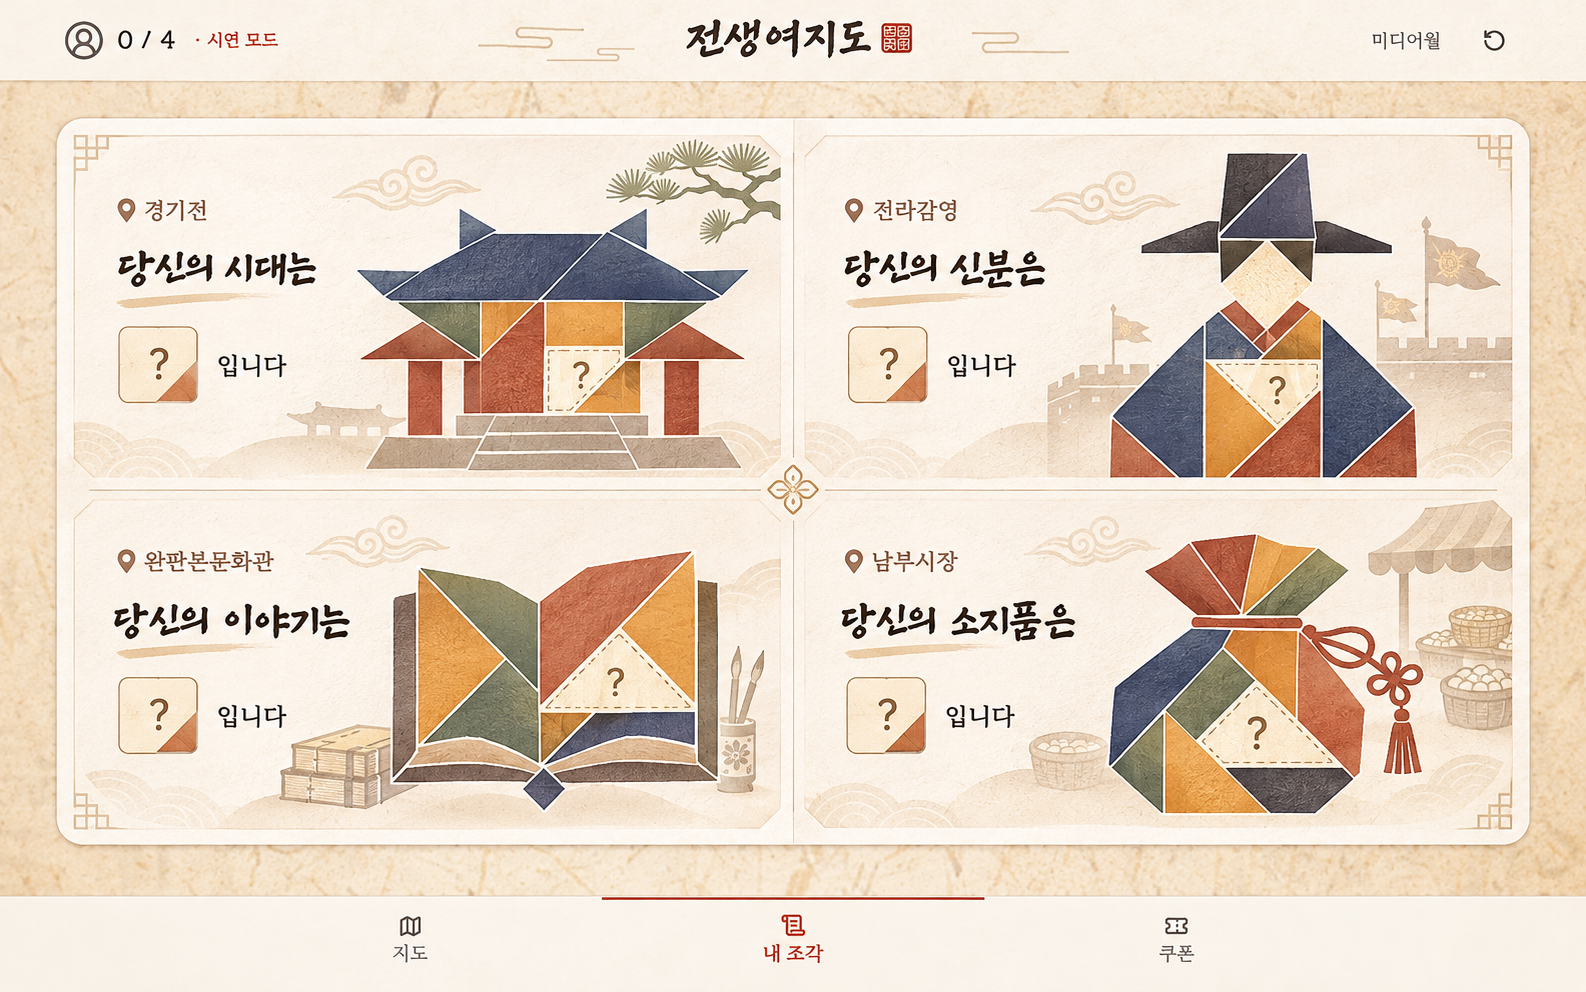 0 / 4 · 시연 모드
전생여지도
미디어월
경기전
당신의 시대는
?
입니다
?
전라감영
당신의 신분은
?
입니다
?
완판본문화관
당신의 이야기는
?
입니다
?
남부시장
당신의 소지품은
?
입니다
?
지도
내 조각
쿠폰